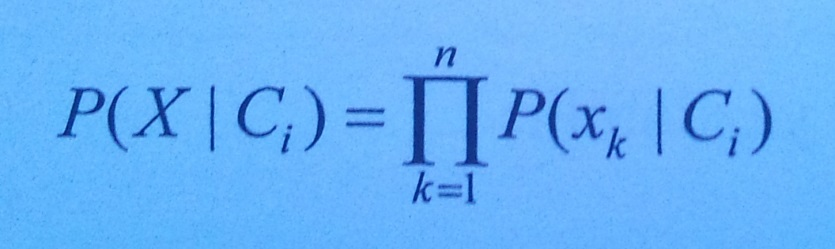 P(X | C_i) = ∏_{k=1}^{n} P(x_k | C_i)